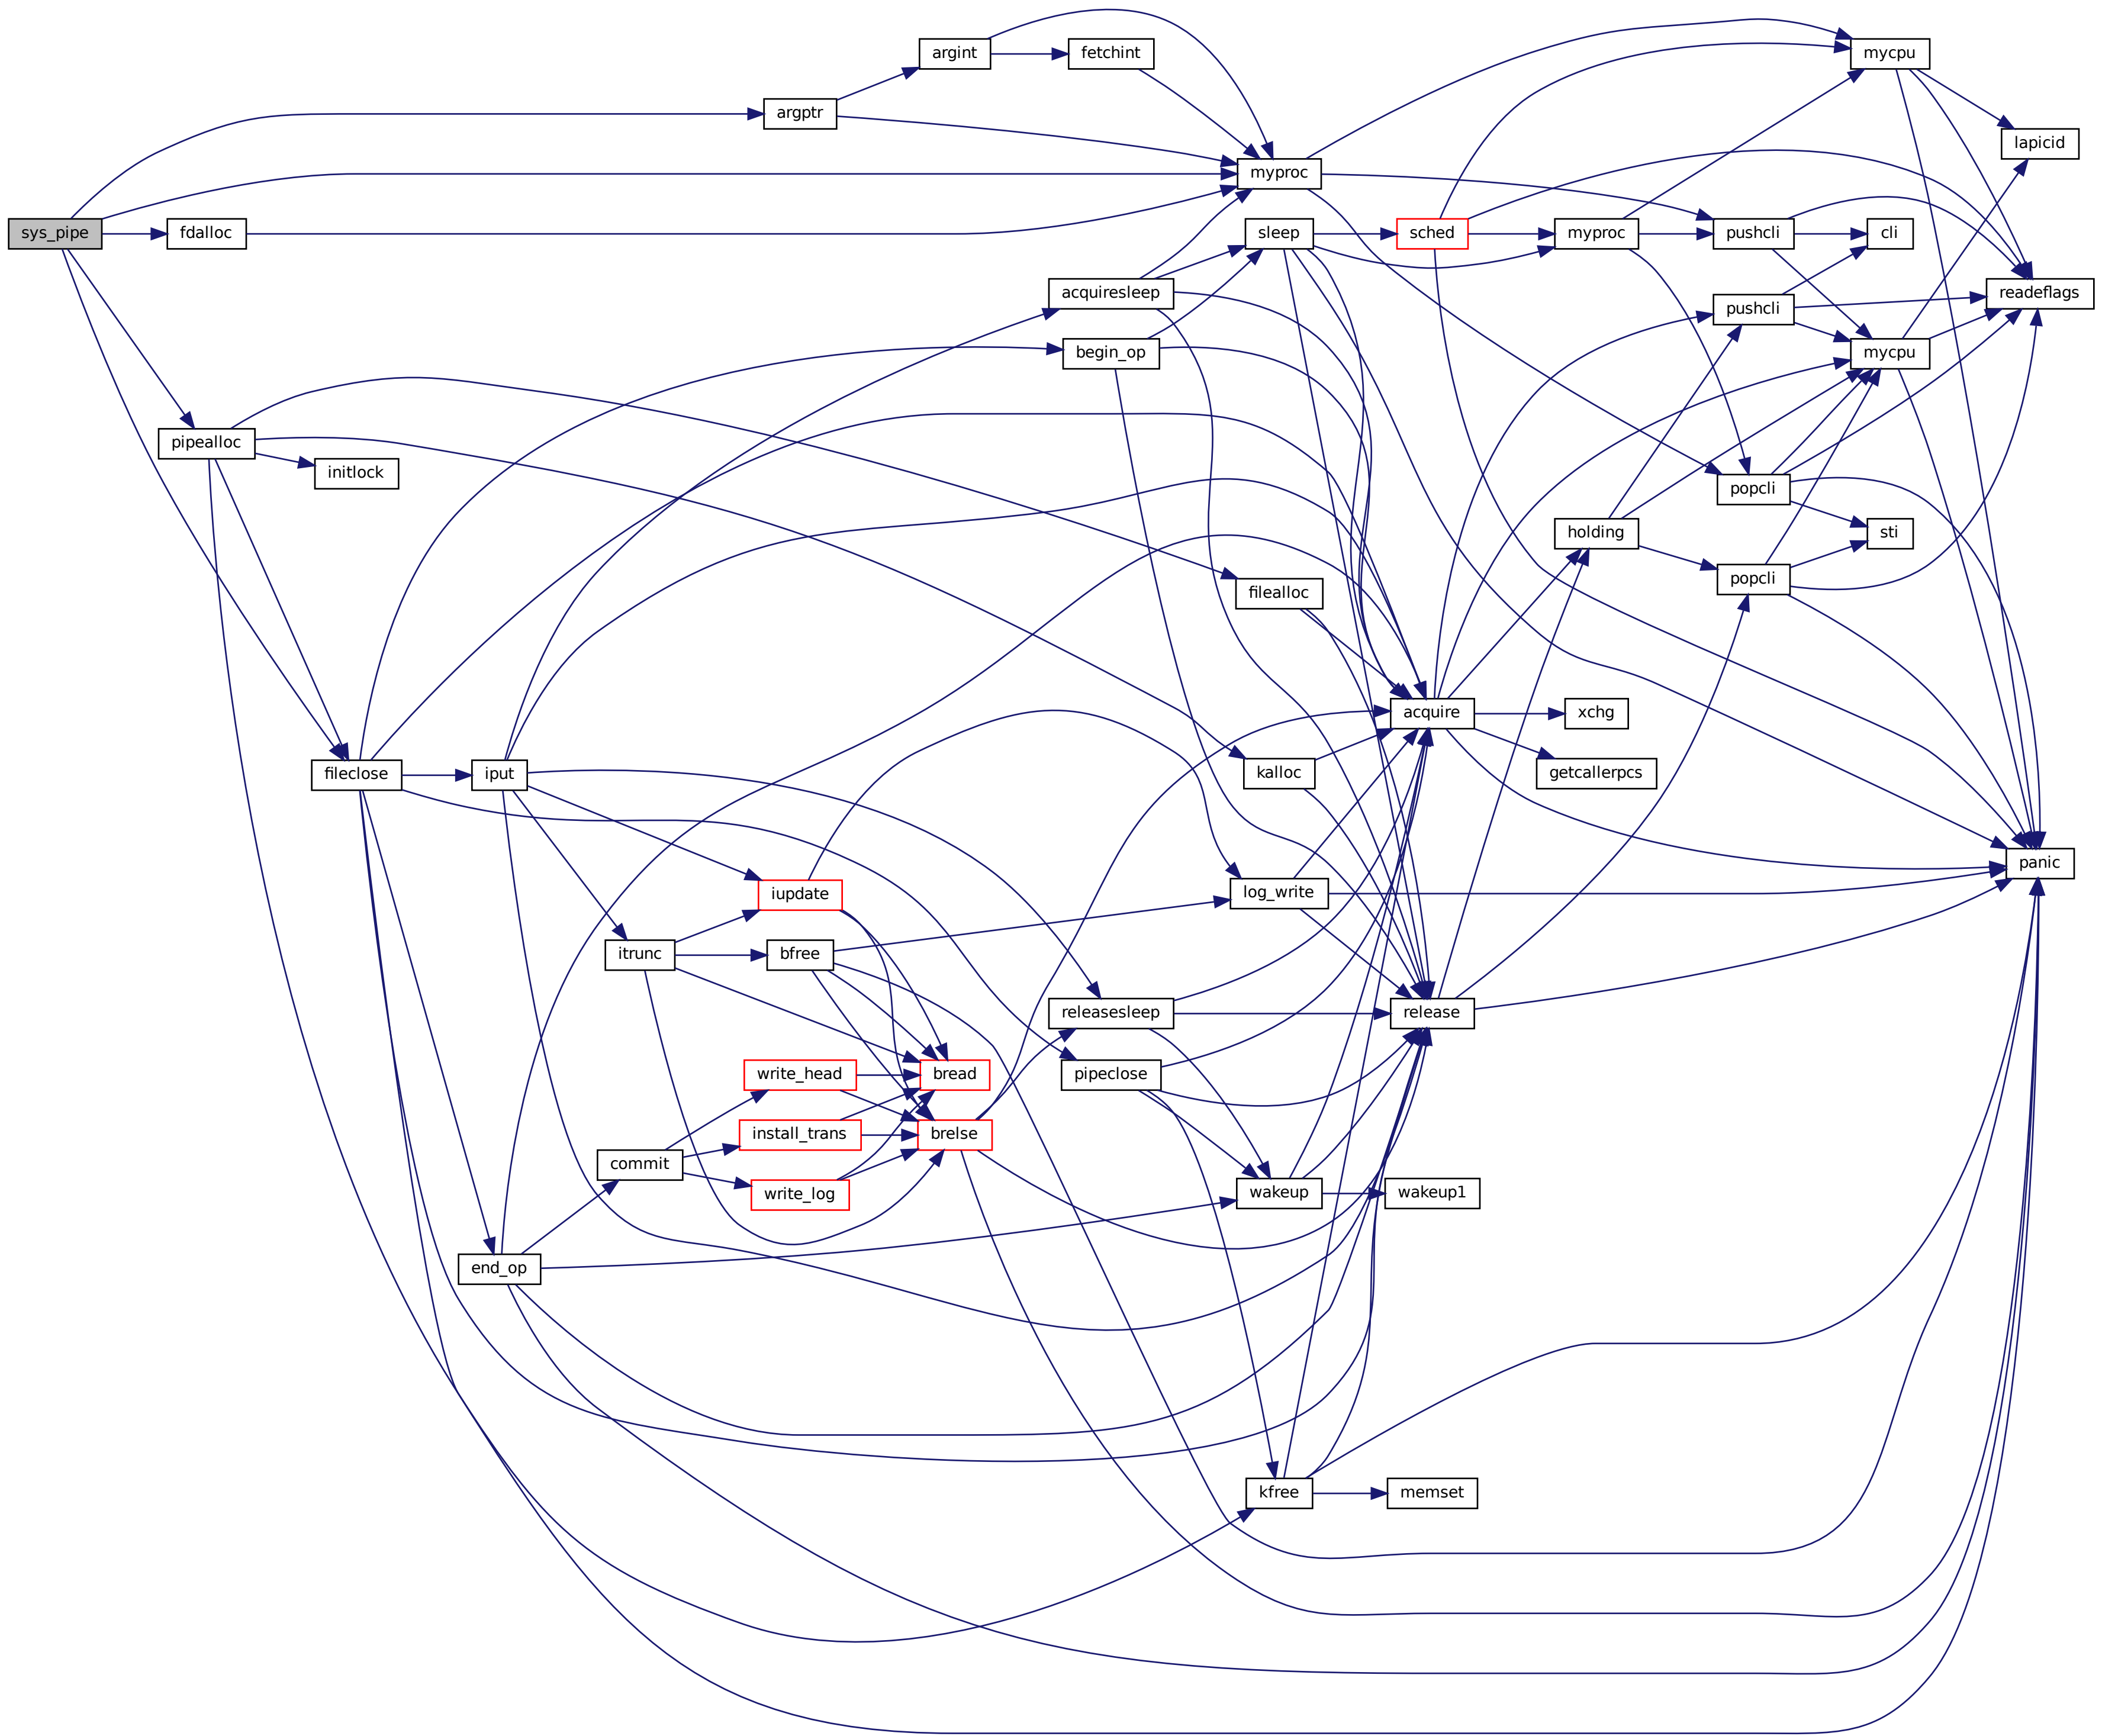 sys_pipe
fdalloc
pipealloc
initlock
fileclose
iput
end_op
itrunc
commit
argptr
iupdate
bfree
write_head
install_trans
write_log
argint
bread
brelse
fetchint
acquiresleep
begin_op
releasesleep
pipeclose
myproc
sleep
filealloc
kalloc
log_write
wakeup
kfree
sched
acquire
release
wakeup1
memset
myproc
holding
xchg
getcallerpcs
pushcli
pushcli
popcli
popcli
mycpu
cli
mycpu
sti
lapicid
readeflags
panic